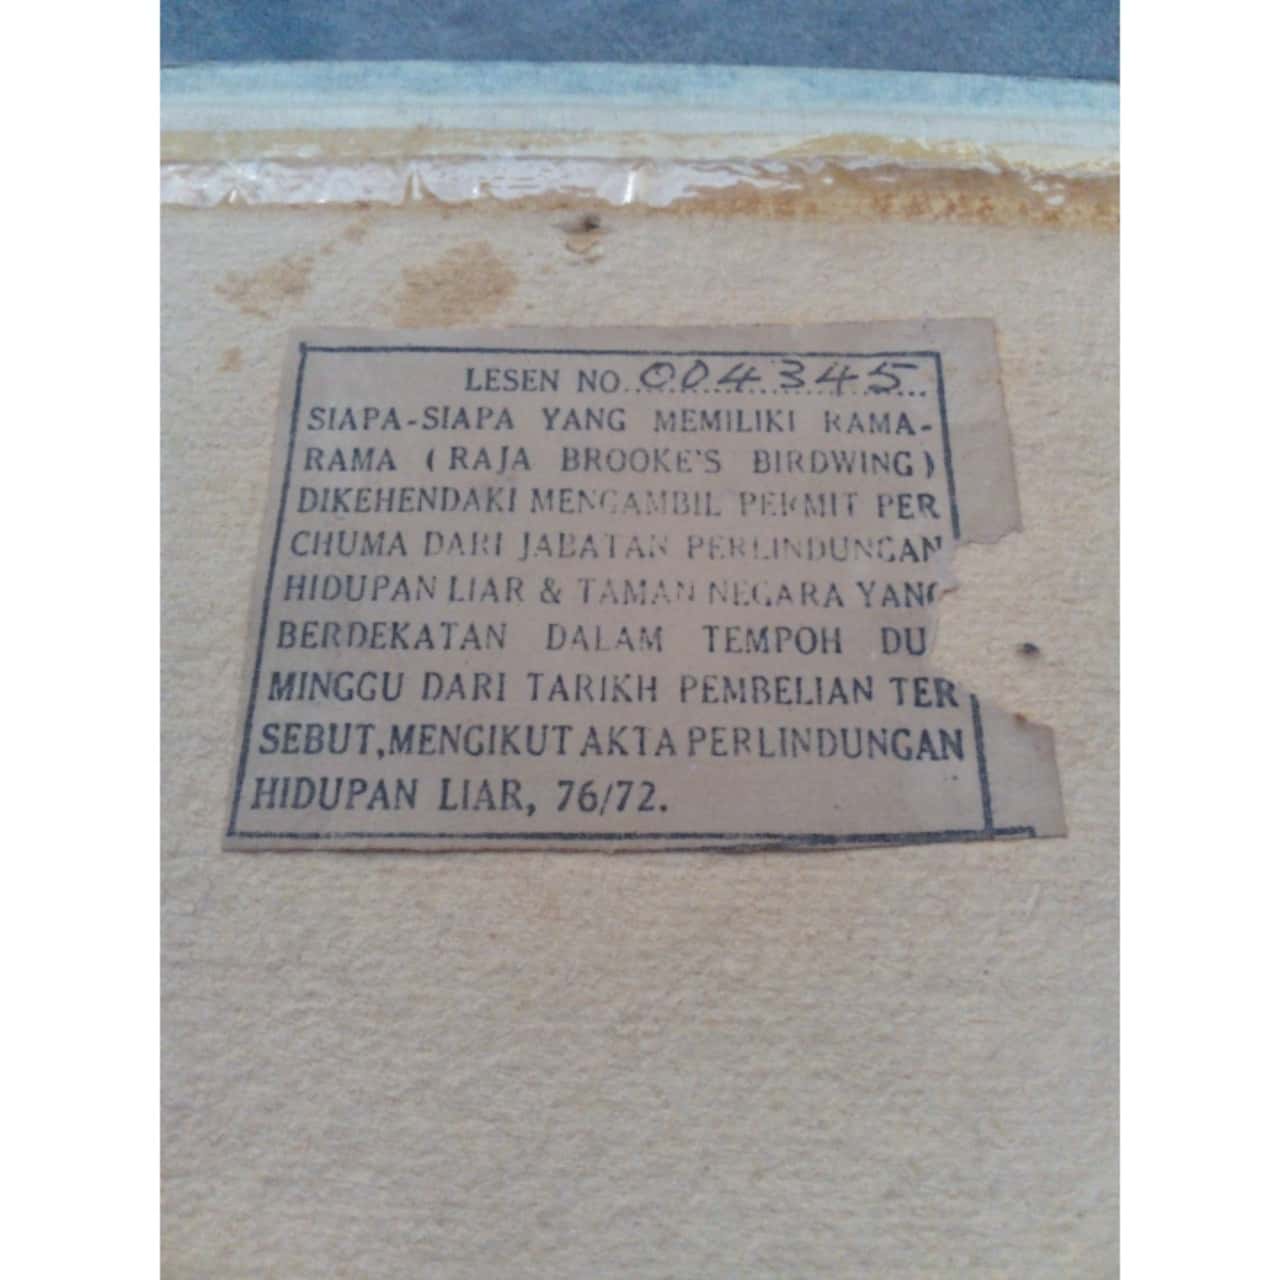 LESEN NO. 004345
SIAPA-SIAPA YANG MEMILIKI RAMA-
RAMA (RAJA BROOKE'S BIRDWING)
DIKEHENDAKI MENGAMBIL PERMIT PER
CHUMA DARI JABATAN PERLINDUNGAN
HIDUPAN LIAR & TAMAN NEGARA YANG
BERDEKATAN DALAM TEMPOH DU
MINGGU DARI TARIKH PEMBELIAN TER
SEBUT, MENGIKUT AKTA PERLINDUNGAN
HIDUPAN LIAR, 76/72.